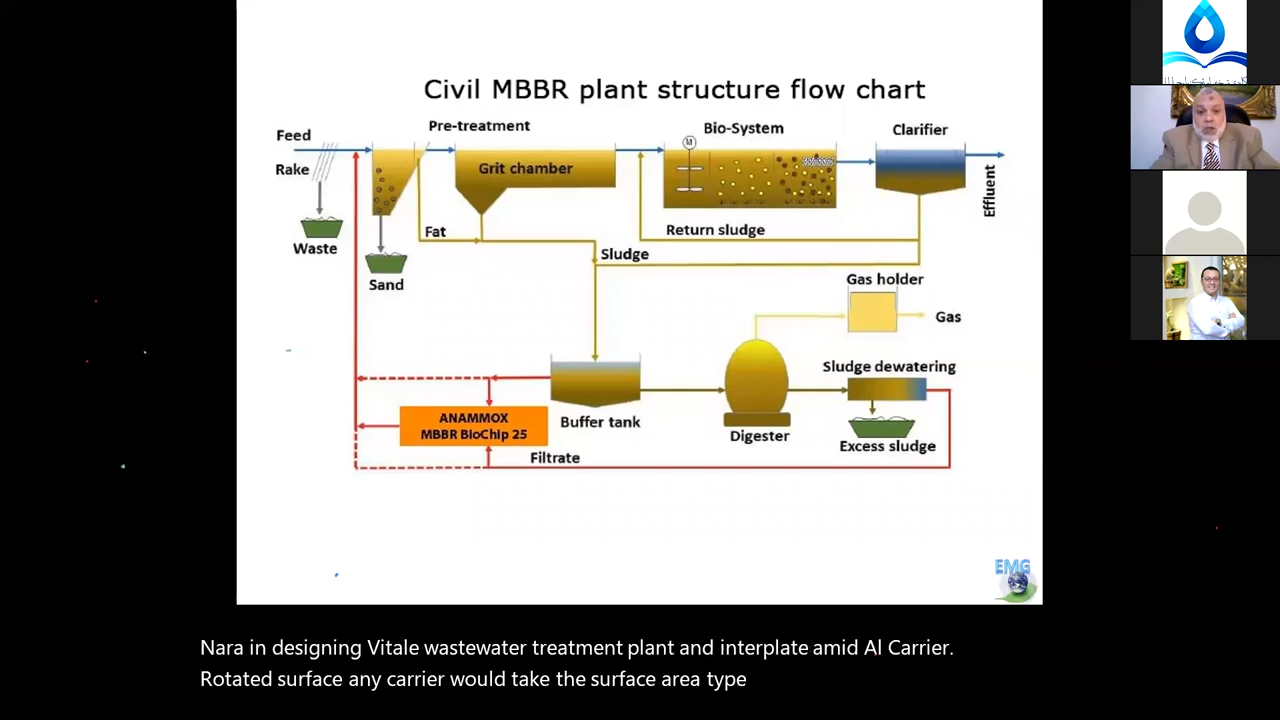 Civil MBBR plant structure flow chart
Feed
Pre-treatment
Bio-System
Clarifier
Rake
Grit chamber
M
Effluent
Waste
Sand
Fat
Return sludge
Sludge
Gas holder
Gas
Sludge dewatering
ANAMMOX
MBBR BioChip 25
Buffer tank
Digester
Excess sludge
Filtrate
EMG
Nara in designing Vitale wastewater treatment plant and interplate amid Al Carrier.
Rotated surface any carrier would take the surface area type